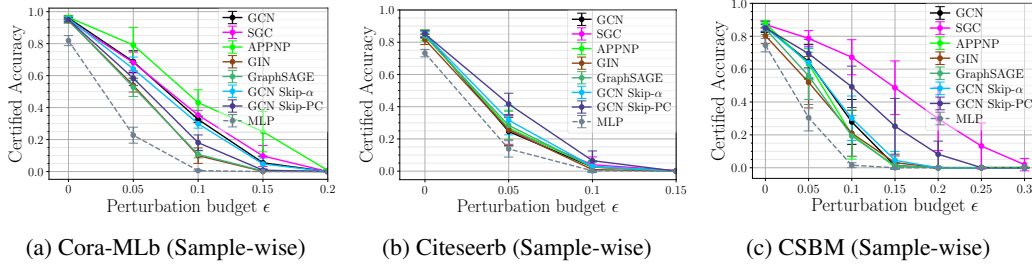 Certified Accuracy
1.0
0.8
0.6
0.4
0.2
0.0
GCN
SGC
APPNP
GIN
GraphSAGE
GCN Skip-α
GCN Skip-PC
MLP
0 0.05 0.1 0.15 0.2
Perturbation budget ϵ
(a) Cora-MLb (Sample-wise)
Certified Accuracy
1.0
0.8
0.6
0.4
0.2
0.0
GCN
SGC
APPNP
GIN
GraphSAGE
GCN Skip-α
GCN Skip-PC
MLP
0 0.05 0.1 0.15
Perturbation budget ϵ
(b) Citeseerb (Sample-wise)
Certified Accuracy
1.0
0.8
0.6
0.4
0.2
0.0
GCN
SGC
APPNP
GIN
GraphSAGE
GCN Skip-α
GCN Skip-PC
MLP
0 0.05 0.1 0.15 0.2 0.25 0.3
Perturbation budget ϵ
(c) CSBM (Sample-wise)